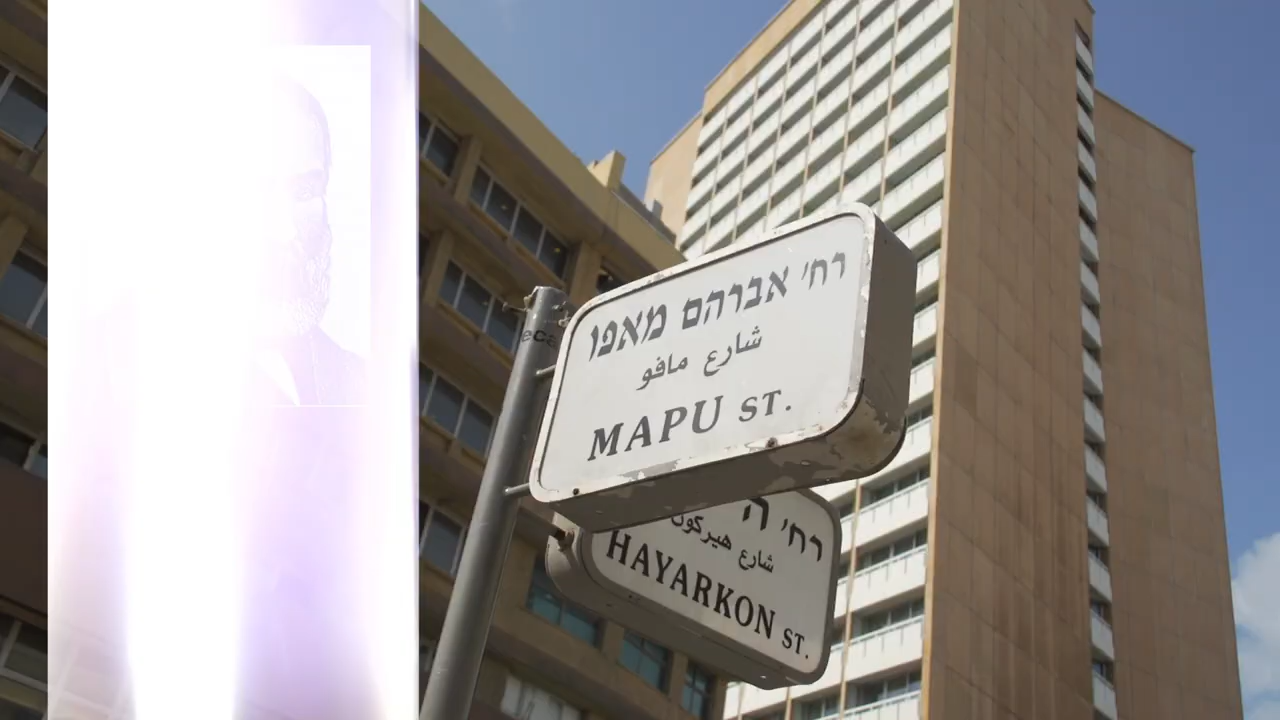 רח' אברהם מאפו
شارع مافو
MAPU ST.
רח' ה
شارع هيركون
HAYARKON ST.